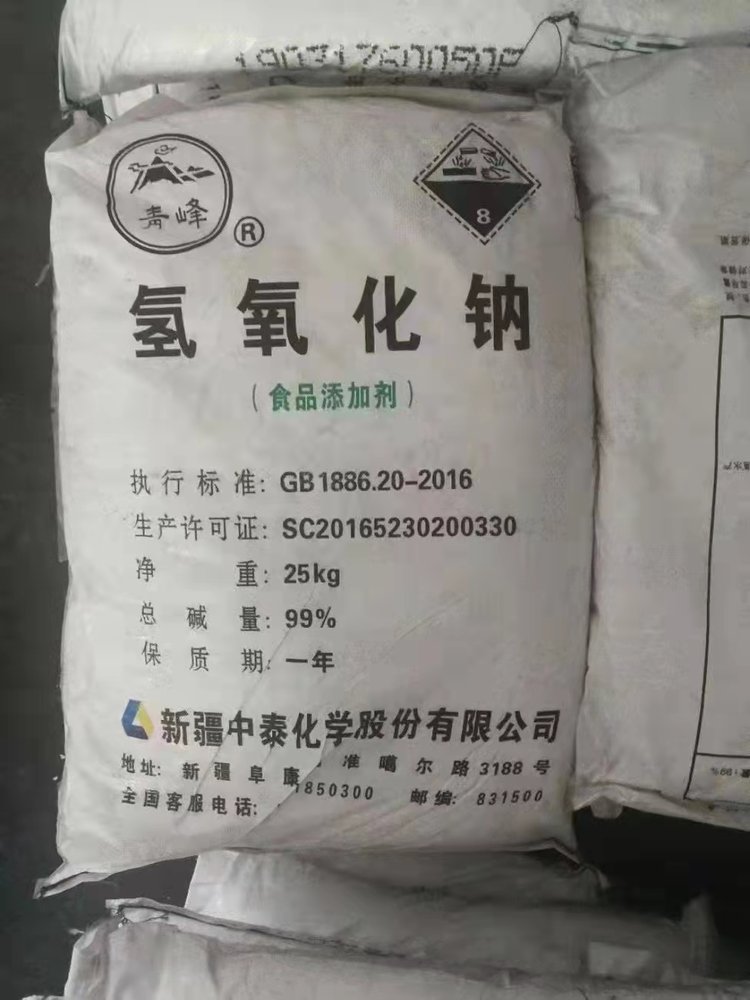 190317600950P
青峰
®
8
氢氧化钠
（食品添加剂）
执行标准: GB1886.20-2016
生产许可证: SC20165230200330
净重: 25kg
总碱量: 99%
保质期: 一年
新疆中泰化学股份有限公司
地址: 新疆阜康 准噶尔路3188号
全国客服电话: 1850300 邮编: 831500